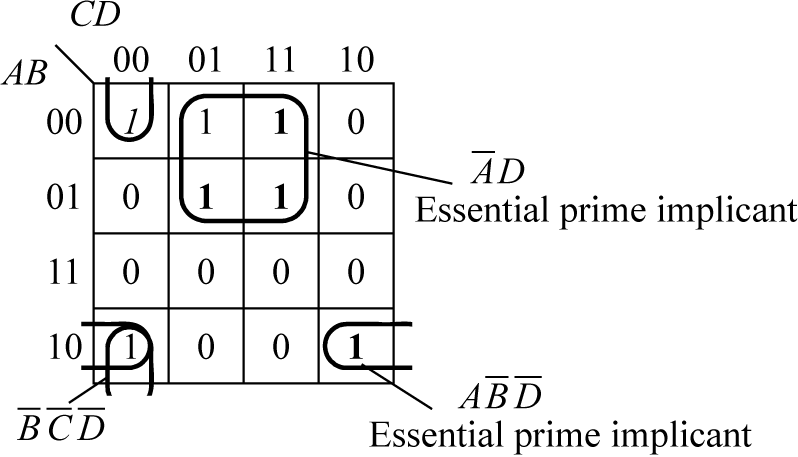 CD
AB
00 01 11 10
00 1 1 1 0
01 0 1 1 0
A̅D
Essential prime implicant
11 0 0 0 0
10 1 0 0 1
B̅ C̅ D̅
AB̅ D̅
Essential prime implicant